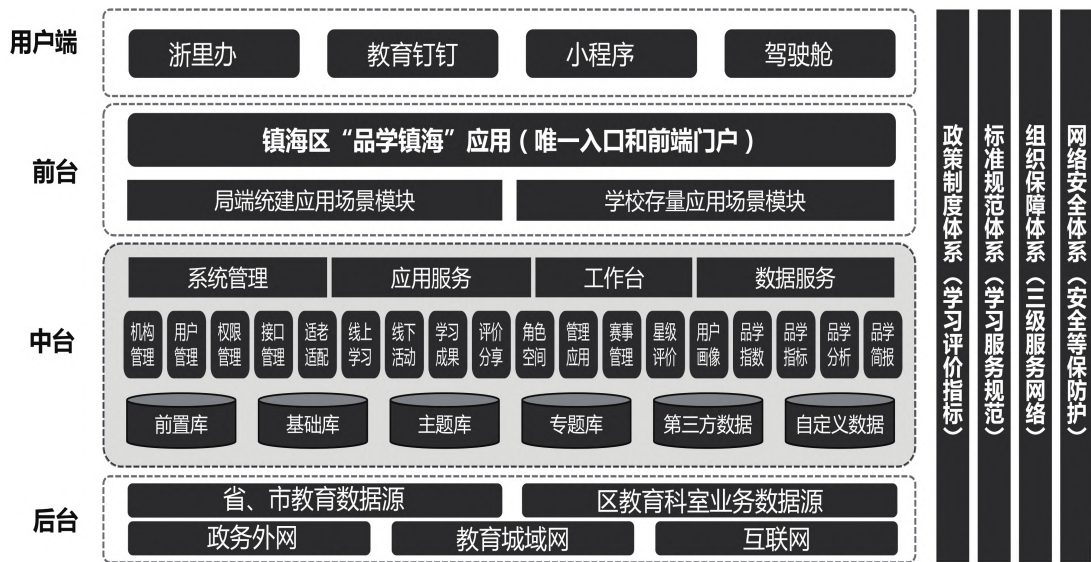 用户端
浙里办
教育钉钉
小程序
驾驶舱
前台
镇海区“品学镇海”应用(唯一入口和前端门户)
局端统建应用场景模块
学校存量应用场景模块
中台
系统管理
应用服务
工作台
数据服务
机构
管理
用户
管理
权限
管理
接口
管理
适老
适配
线上
学习
线下
活动
学习
成果
评价
分享
角色
空间
管理
应用
赛事
管理
星级
评价
用户
画像
品学
指数
品学
指标
品学
分析
品学
简报
前置库
基础库
主题库
专题库
第三方数据
自定义数据
后台
省、市教育数据源
区教育科室业务数据源
政务外网
教育城域网
互联网
政策制度体系(学习评价指标)
标准规范体系(学习服务规范)
组织保障体系(三级服务网络)
网络安全体系(安全等保防护)